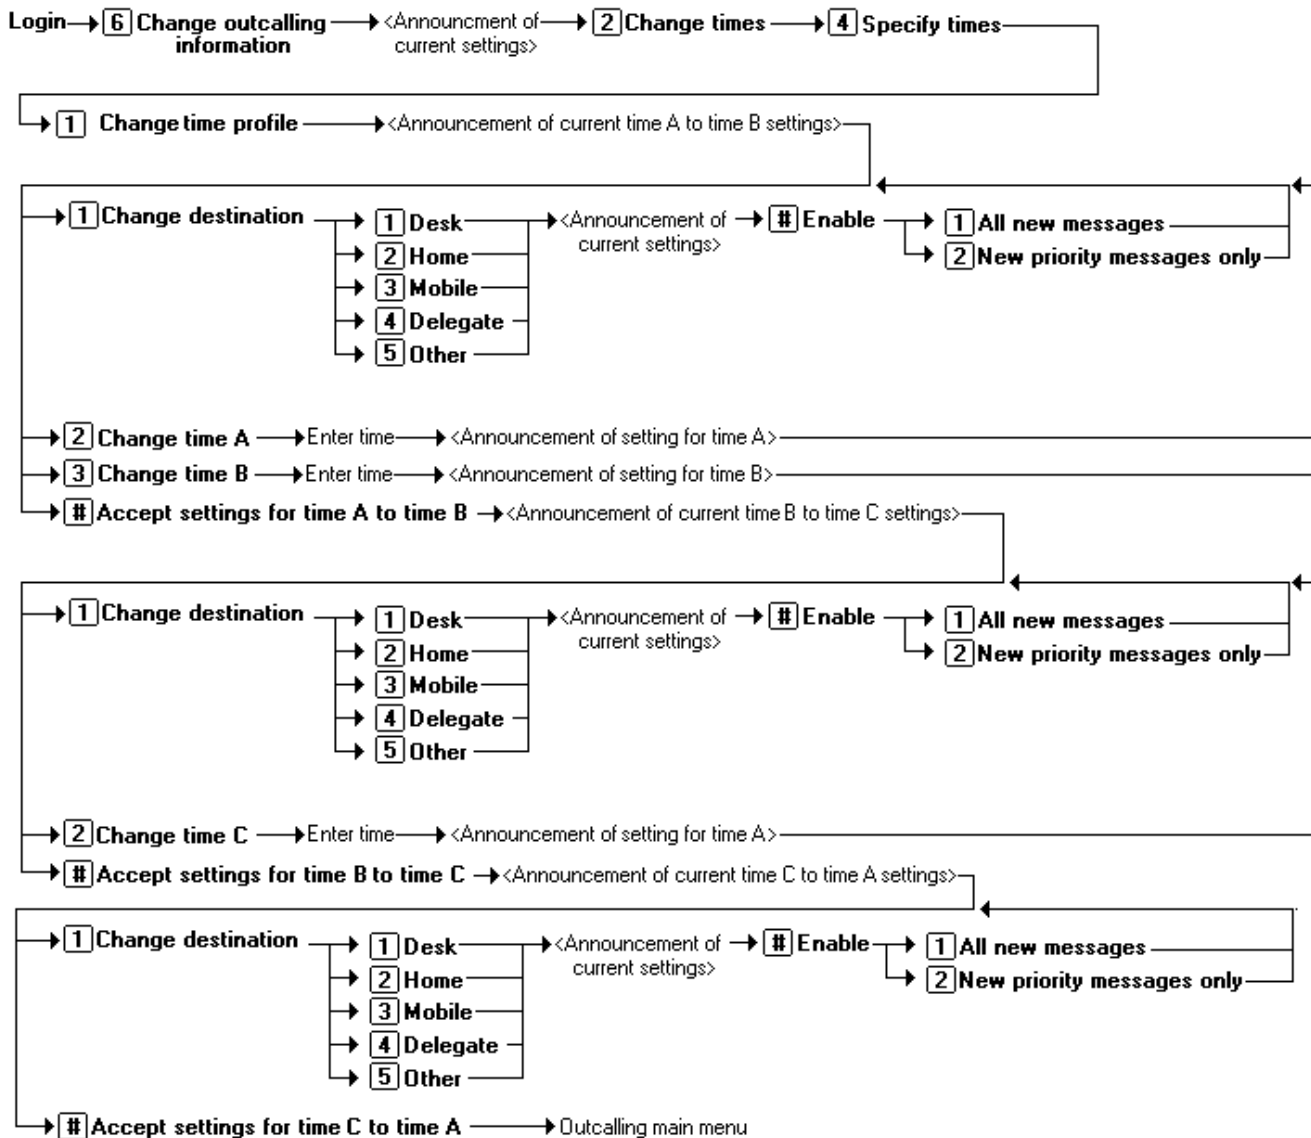 Login 6 Change outcalling information <Announcment of current settings> 2 Change times 4 Specify times
1 Change time profile <Announcement of current time A to time B settings>
1 Change destination 1 Desk <Announcement of current settings> # Enable 1 All new messages
2 Home 2 New priority messages only
3 Mobile
4 Delegate
5 Other
2 Change time A Enter time <Announcement of setting for time A>
3 Change time B Enter time <Announcement of setting for time B>
# Accept settings for time A to time B <Announcement of current time B to time C settings>
1 Change destination 1 Desk <Announcement of current settings> # Enable 1 All new messages
2 Home 2 New priority messages only
3 Mobile
4 Delegate
5 Other
2 Change time C Enter time <Announcement of setting for time A>
# Accept settings for time B to time C <Announcement of current time C to time A settings>
1 Change destination 1 Desk <Announcement of current settings> # Enable 1 All new messages
2 Home 2 New priority messages only
3 Mobile
4 Delegate
5 Other
# Accept settings for time C to time A Outcalling main menu